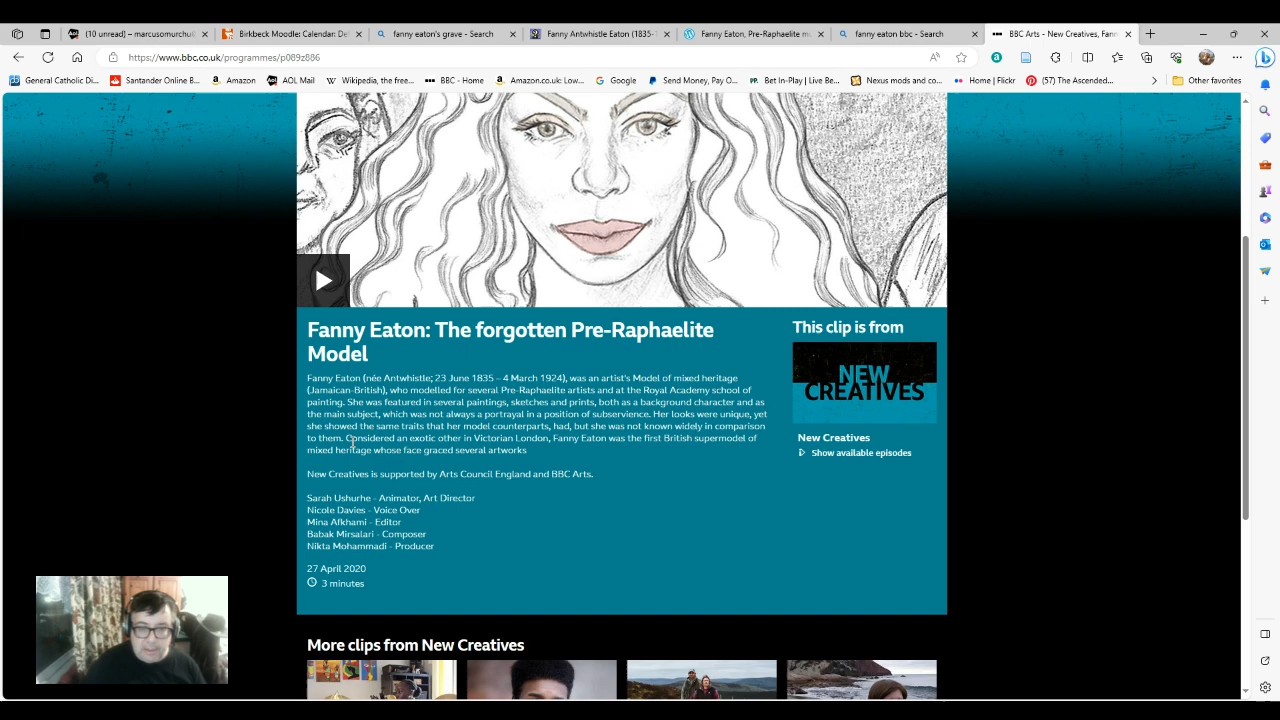 (10 unread) – marcusomurchu
Birkbeck Moodle: Calendar: De
fanny eaton's grave - Search
Fanny Antwhistle Eaton (1835-1
Fanny Eaton, Pre-Raphaelite m
fanny eaton bbc - Search
BBC Arts - New Creatives, Fann
https://www.bbc.co.uk/programmes/p089z886
General Catholic Di...
Santander Online B...
Amazon.co.uk
AOL Mail
Wikipedia, the free...
BBC - Home
Amazon.co.uk: Low...
Google
Send Money, Pay O...
Bet In-Play | Live Be...
Nexus mods and co...
Home | Flickr
(57) The Ascended...
Other favorites
Fanny Eaton: The forgotten Pre-Raphaelite
Model
Fanny Eaton (née Antwhistle; 23 June 1835 – 4 March 1924), was an artist's Model of mixed heritage
(Jamaican-British), who modelled for several Pre-Raphaelite artists and at the Royal Academy school of
painting. She was featured in several paintings, sketches and prints, both as a background character and as
the main subject, which was not always a portrayal in a position of subservience. Her looks were unique, yet
she showed the same traits that her model counterparts, had, but she was not known widely in comparison
to them. Considered an exotic other in Victorian London, Fanny Eaton was the first British supermodel of
mixed heritage whose face graced several artworks
New Creatives is supported by Arts Council England and BBC Arts.
Sarah Ushurhe - Animator, Art Director
Nicole Davies - Voice Over
Mina Afkhami - Editor
Babak Mirsalari - Composer
Nikta Mohammadi - Producer
27 April 2020
3 minutes
This clip is from
NEW
CREATIVES
New Creatives
Show available episodes
More clips from New Creatives